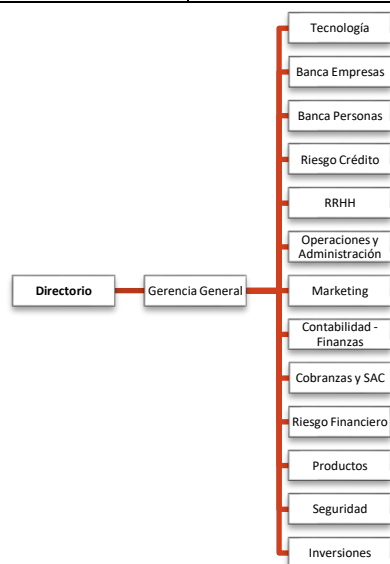 Tecnología
Banca Empresas
Banca Personas
Riesgo Crédito
RRHH
Operaciones y
Administración
Directorio
Gerencia General
Marketing
Contabilidad -
Finanzas
Cobranzas y SAC
Riesgo Financiero
Productos
Seguridad
Inversiones